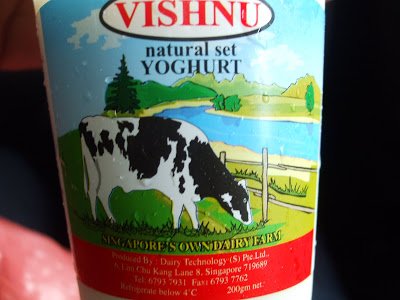 VISHNU
natural set
YOGHURT
SINGAPORE'S OWN DAIRY FARM
Produced By : Dairy Technology (S) Pte.Ltd.,
5, Lim Chu Kang Lane 8, Singapore 719689
Tel: 6793 7931 Fax: 6793 7762
Refrigerate below 4°C 200gm net.: